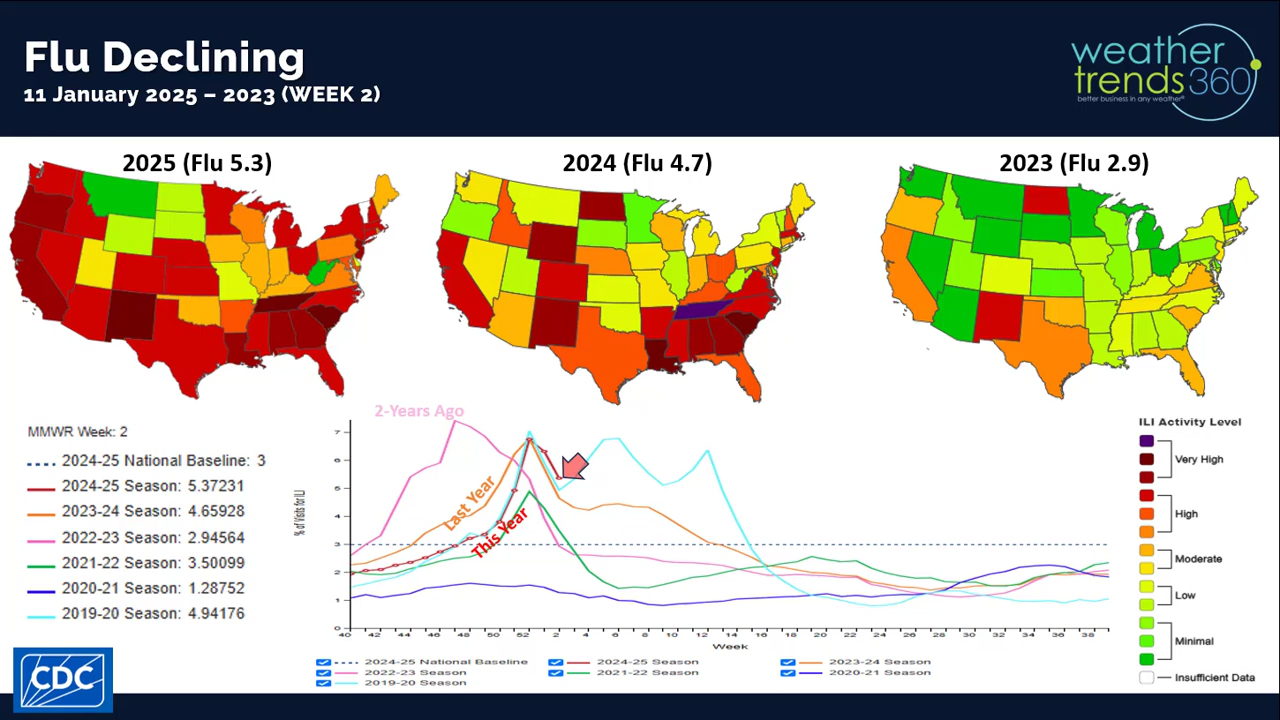 Flu Declining
11 January 2025 – 2023 (WEEK 2)
weather
trends360
better business in any weather®
2025 (Flu 5.3)
2024 (Flu 4.7)
2023 (Flu 2.9)
MMWR Week: 2
2024-25 National Baseline: 3
2024-25 Season: 5.37231
2023-24 Season: 4.65928
2022-23 Season: 2.94564
2021-22 Season: 3.50099
2020-21 Season: 1.28752
2019-20 Season: 4.94176
2-Years Ago
Last Year
This Year
% of Visits for ILI
7
6
5
4
3
2
1
0
40 42 44 46 48 50 52 2 4 6 8 10 12 14 16 18 20 22 24 26 28 30 32 34 36 38
Week
2024-25 National Baseline 2024-25 Season 2023-24 Season
2022-23 Season 2021-22 Season 2020-21 Season
2019-20 Season
ILI Activity Level
Very High
High
Moderate
Low
Minimal
Insufficient Data
CDC